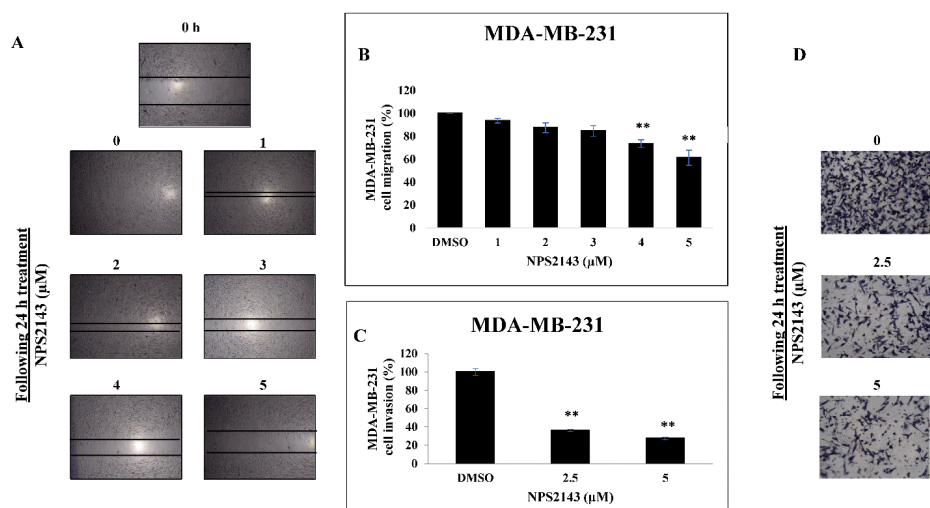 A
0 h
0
1
2
3
4
5
Following 24 h treatment
NPS2143 (μM)
MDA-MB-231
B
MDA-MB-231
cell migration (%)
120
100
80
60
40
20
0
**
**
DMSO
1
2
3
4
5
NPS2143 (μM)
MDA-MB-231
C
MDA-MB-231
cell invasion (%)
120
100
80
60
40
20
0
**
**
DMSO
2.5
5
NPS2143 (μM)
D
0
2.5
5
Following 24 h treatment
NPS2143 (μM)